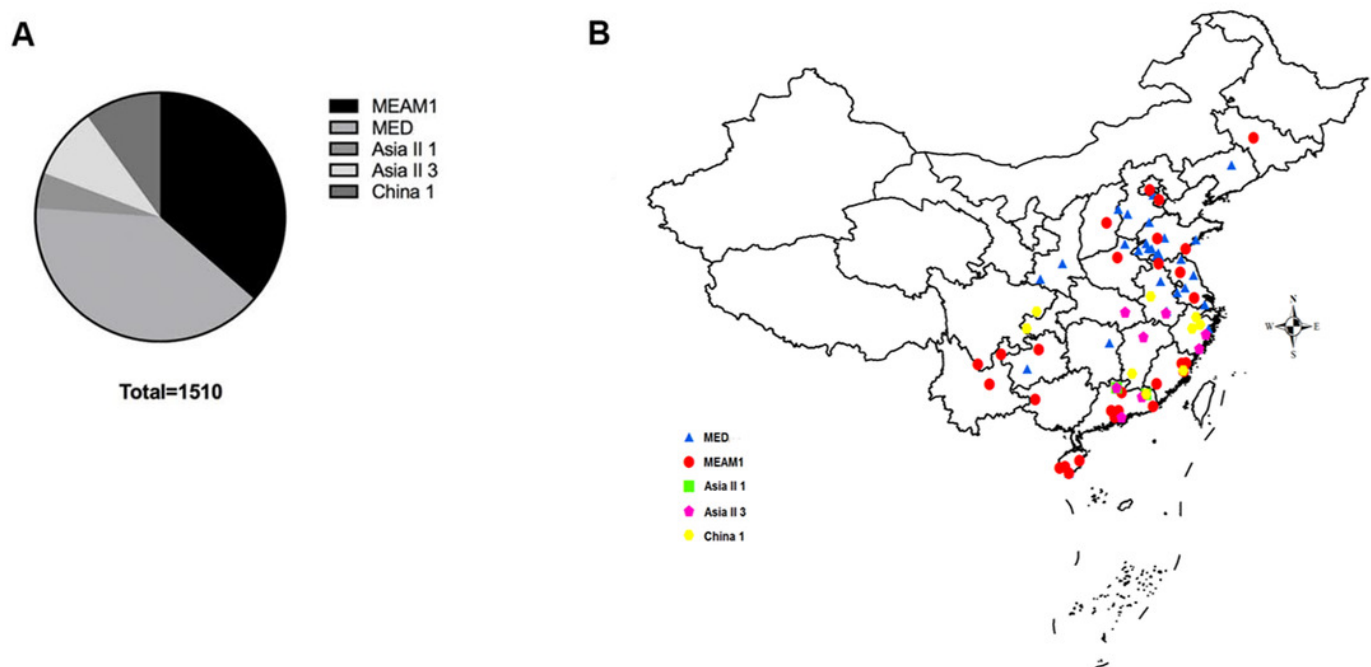 A
MEAM1
MED
Asia II 1
Asia II 3
China 1
Total=1510
B
N
W E
S
MED
MEAM1
Asia II 1
Asia II 3
China 1